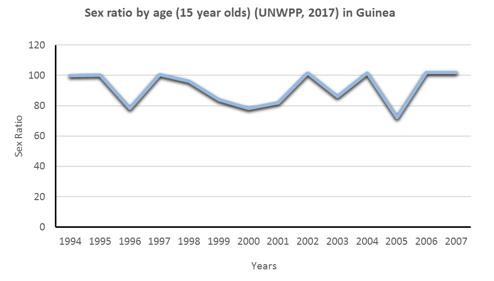 Sex ratio by age (15 year olds) (UNWPP, 2017) in Guinea
120
100
80
60
40
20
0
Sex Ratio
1994 1995 1996 1997 1998 1999 2000 2001 2002 2003 2004 2005 2006 2007
Years